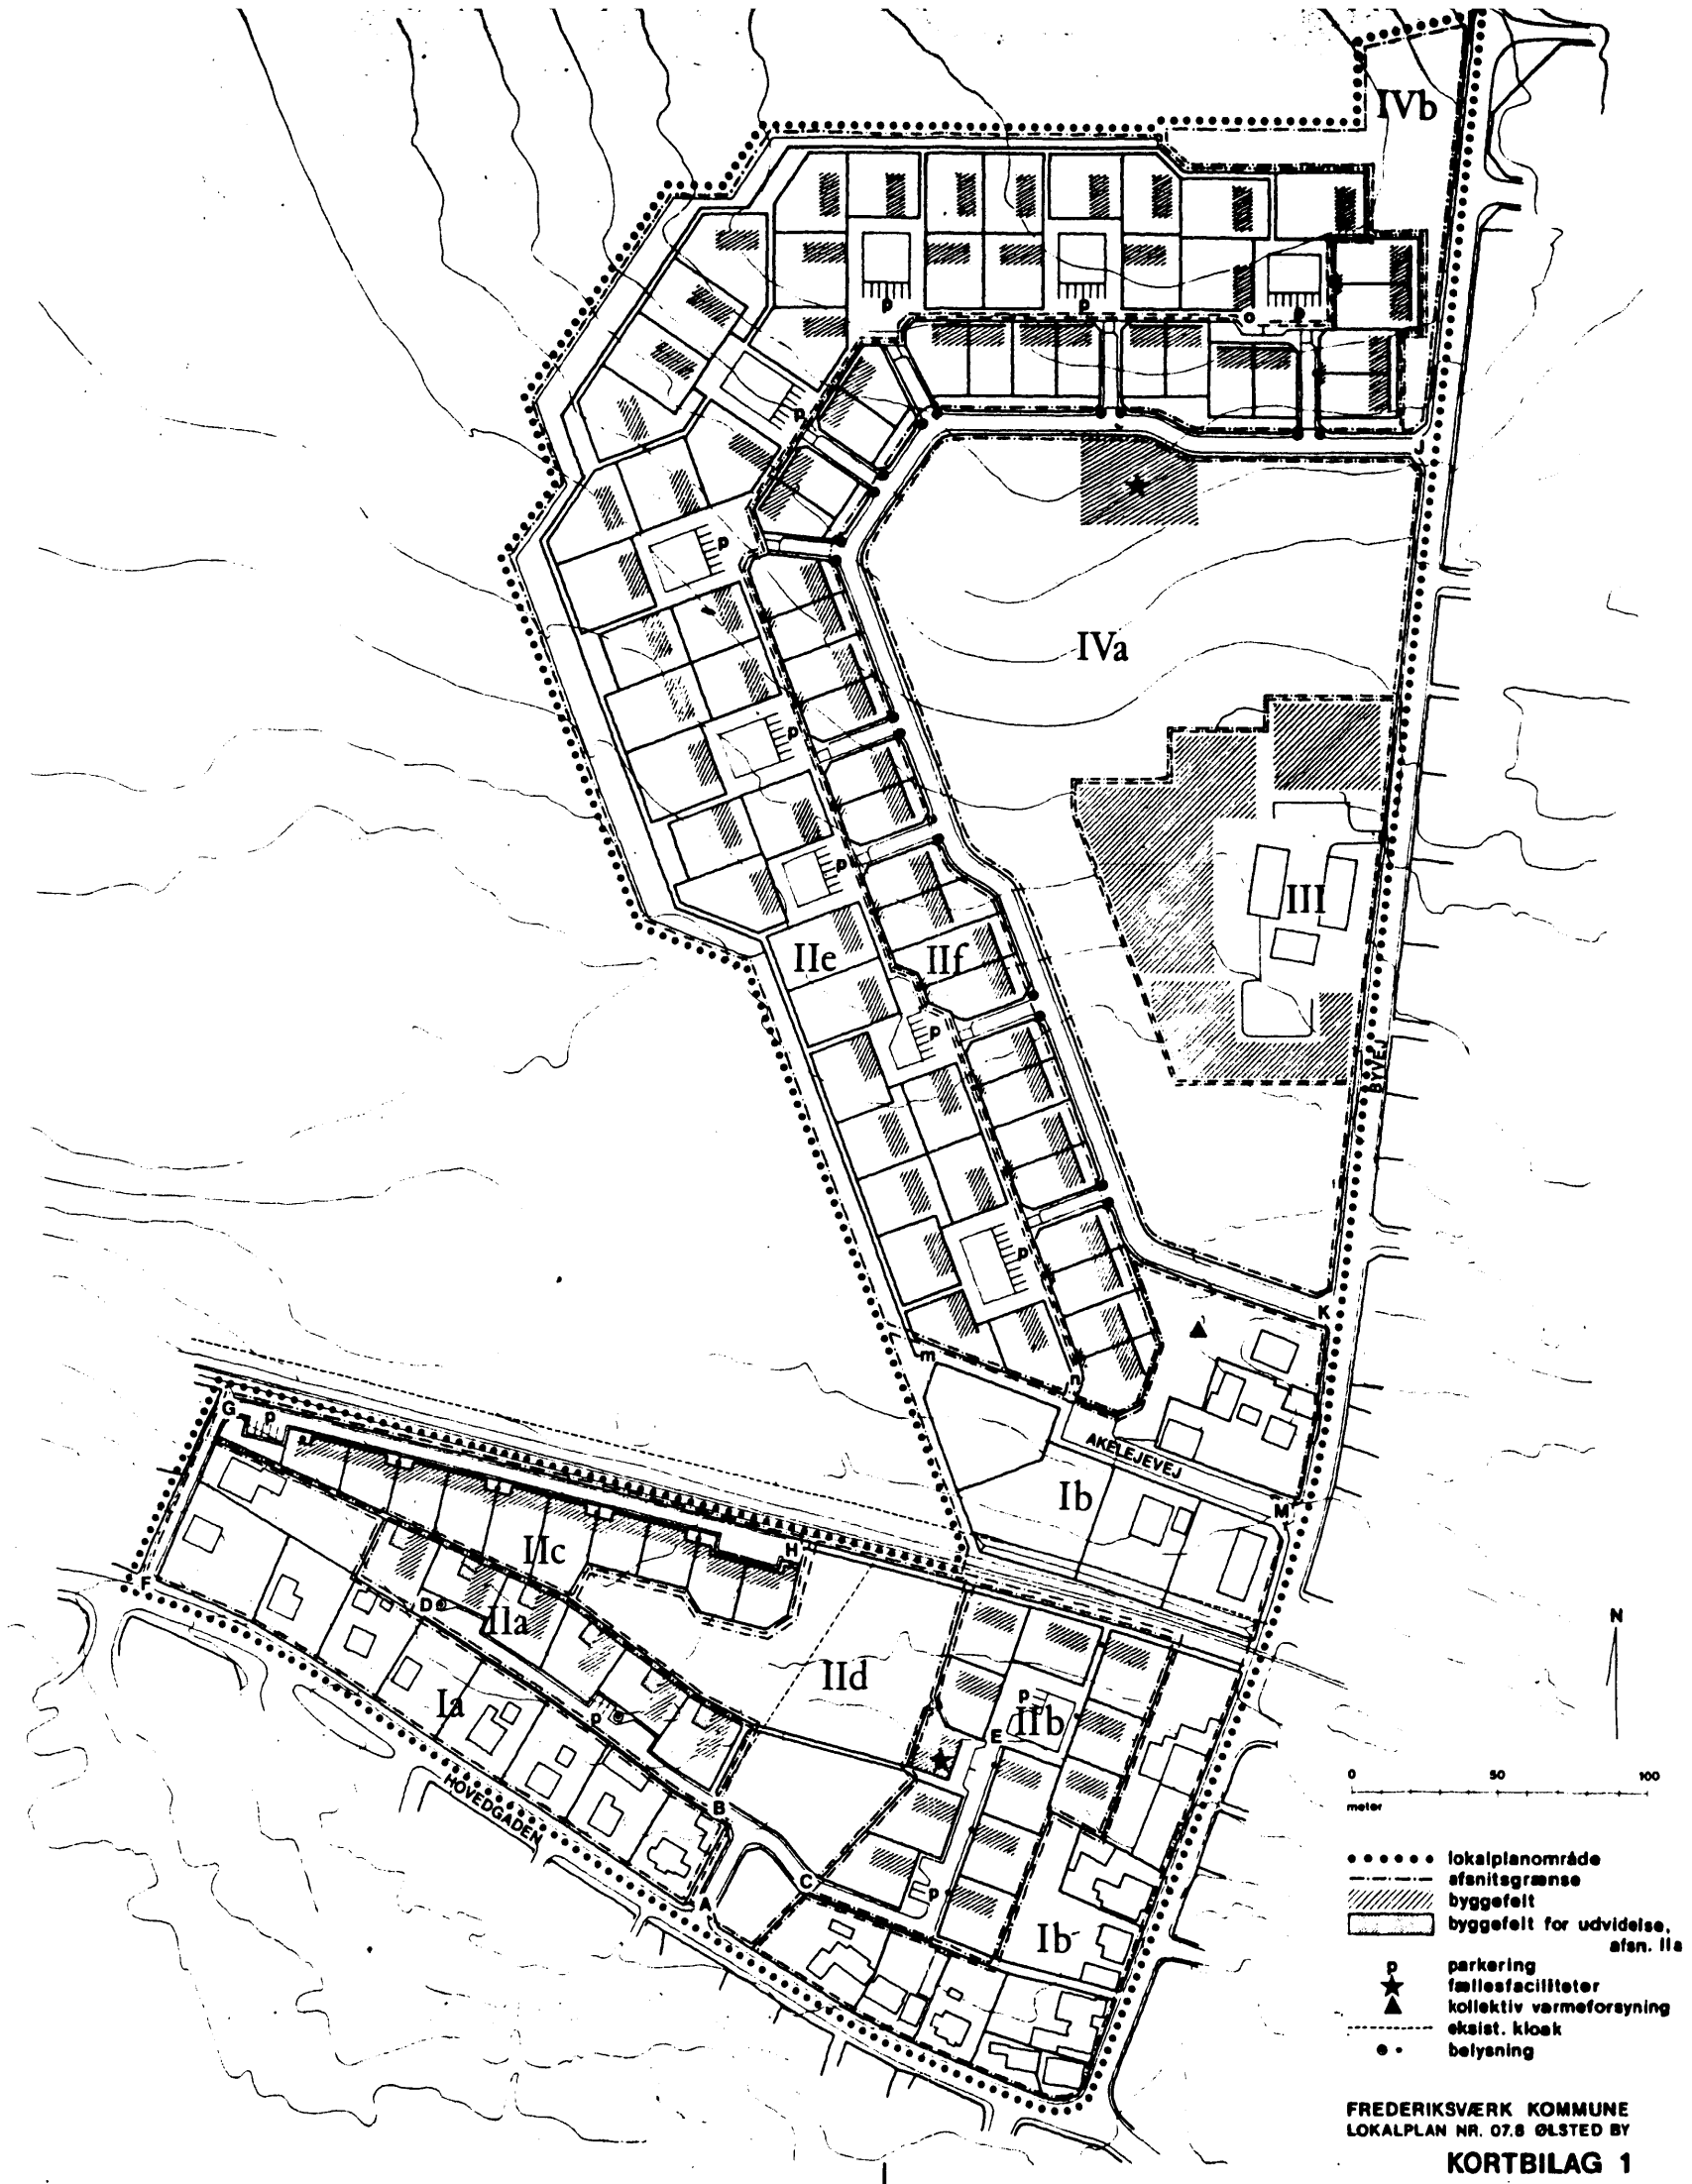 IVb
p
p
o
p
J
p
p
IVa
p
p
III
IIe
IIf
p
BYVEJ
p
K
m
n
G
p
AKELEJEVEJ
Ib
M
IIc
H
F
D
IIa
N
IId
Ia
p
IIb
p
E
0 50 100
meter
HOVEDGADEN
B
C
A
p
Ib
lokalplanområde
afsnitsgrænse
byggefelt
byggefelt for udvidelse,
afsn. IIa
p parkering
fællesfaciliteter
kollektiv varmeforsyning
eksist. kloak
belysning
FREDERIKSVÆRK KOMMUNE
LOKALPLAN NR. 07.8 ØLSTED BY
KORTBILAG 1